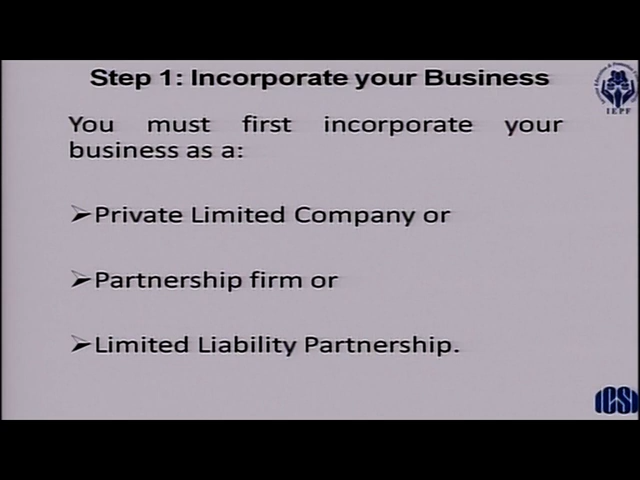 Step 1: Incorporate your Business
You must first incorporate your
business as a:
➢Private Limited Company or
➢Partnership firm or
➢Limited Liability Partnership.
IEPF
ICSI